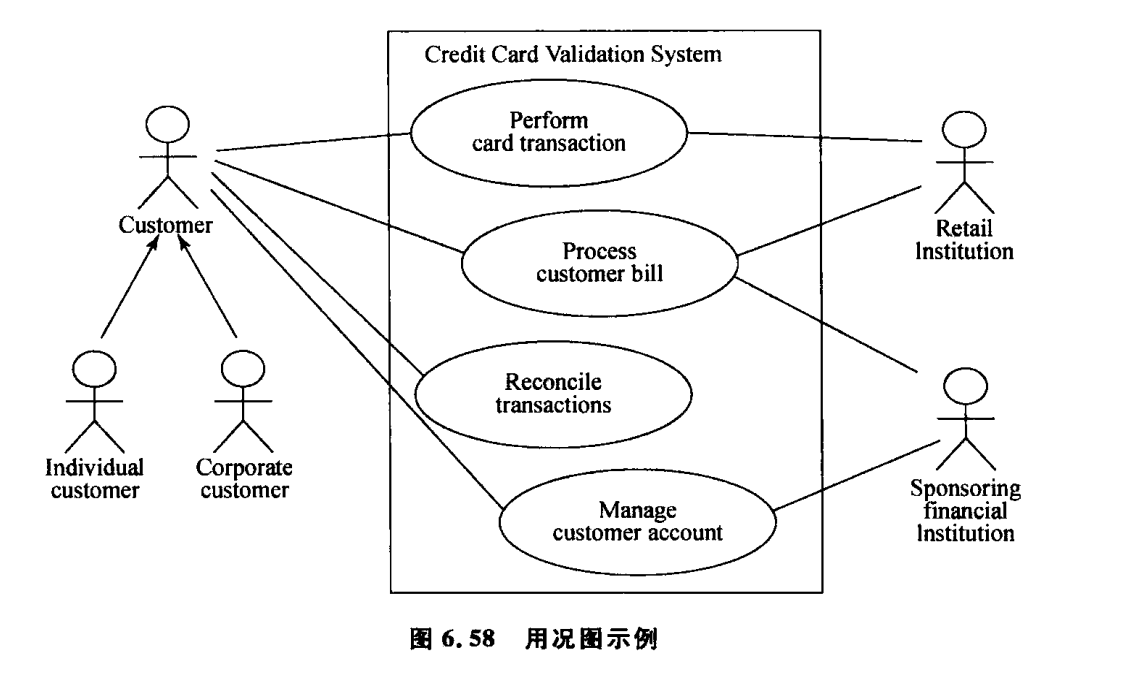 Credit Card Validation System
Perform
card transaction
Customer
Process
customer bill
Retail
Institution
Reconcile
transactions
Individual
customer
Corporate
customer
Manage
customer account
Sponsoring
financial
Institution
图 6.58 用况图示例